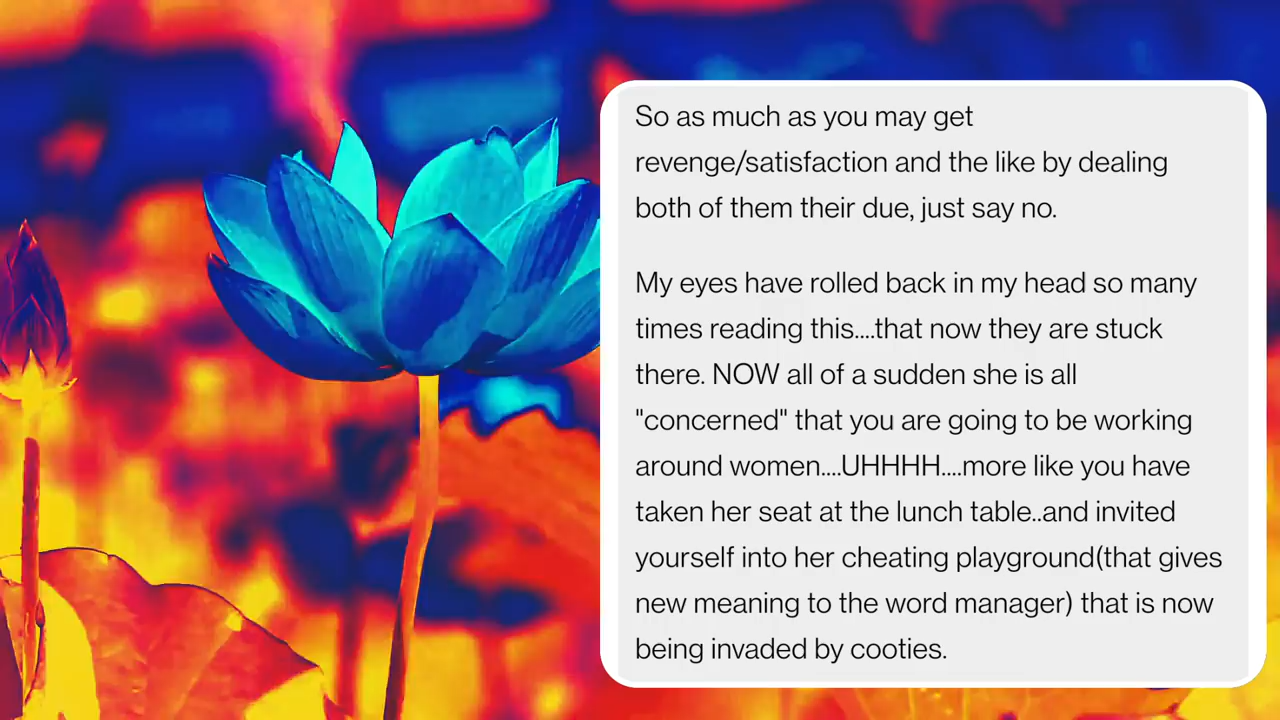 So as much as you may get
revenge/satisfaction and the like by dealing
both of them their due, just say no.
My eyes have rolled back in my head so many
times reading this....that now they are stuck
there. NOW all of a sudden she is all
"concerned" that you are going to be working
around women....UHHHH....more like you have
taken her seat at the lunch table..and invited
yourself into her cheating playground(that gives
new meaning to the word manager) that is now
being invaded by cooties.